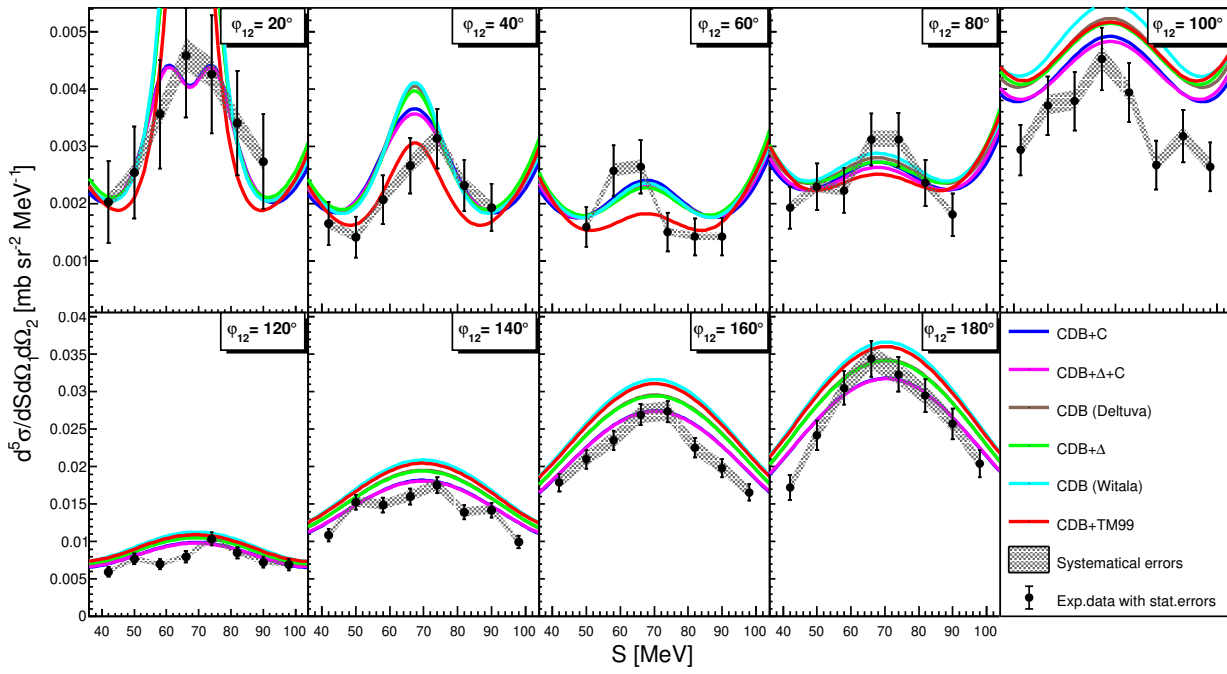 φ12= 20°
φ12= 40°
φ12= 60°
φ12= 80°
φ12= 100°
0.005
0.004
0.003
0.002
0.001
d⁵σ/dSdΩ1dΩ2 [mb sr⁻² MeV⁻¹]
φ12= 120°
φ12= 140°
φ12= 160°
φ12= 180°
0.04
0.035
0.03
0.025
0.02
0.015
0.01
0.005
0
CDB+C
CDB+Δ+C
CDB (Deltuva)
CDB+Δ
CDB (Witala)
CDB+TM99
Systematical errors
Exp.data with stat.errors
40 50 60 70 80 90 100
40 50 60 70 80 90 100
40 50 60 70 80 90 100
40 50 60 70 80 90 100
S [MeV]